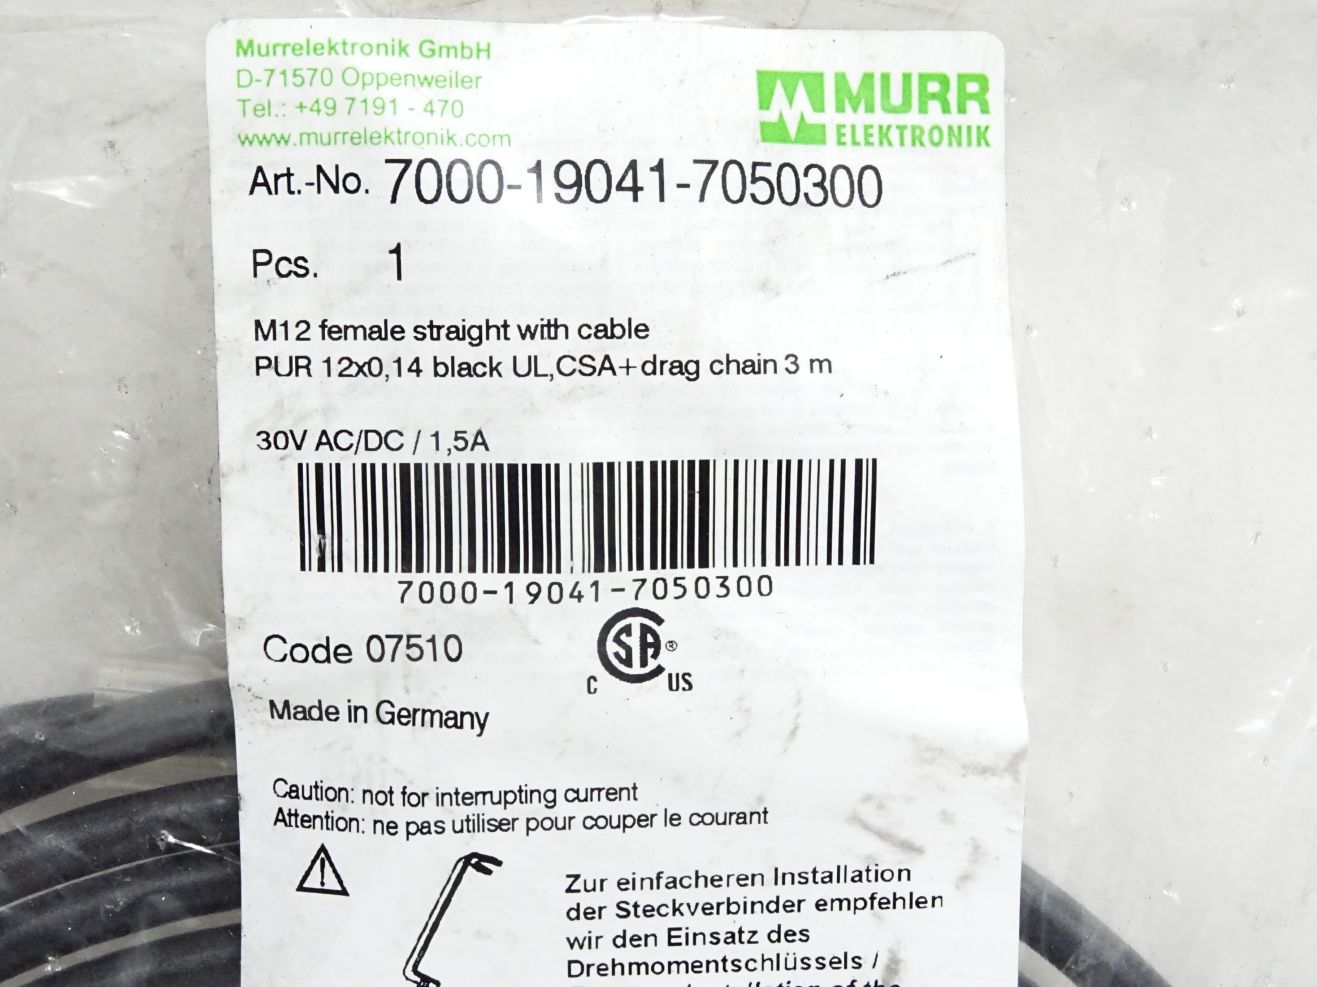 Murrelektronik GmbH
D-71570 Oppenweiler
Tel.: +49 7191 - 470
www.murrelektronik.com
MURR
ELEKTRONIK
Art.-No. 7000-19041-7050300
Pcs. 1
M12 female straight with cable
PUR 12x0,14 black UL,CSA+drag chain 3 m
30V AC/DC / 1,5A
7000-19041-7050300
Code 07510
CSA®
C US
Made in Germany
Caution: not for interrupting current
Attention: ne pas utiliser pour couper le courant
Zur einfacheren Installation
der Steckverbinder empfehlen
wir den Einsatz des
Drehmomentschlüssels /
of the